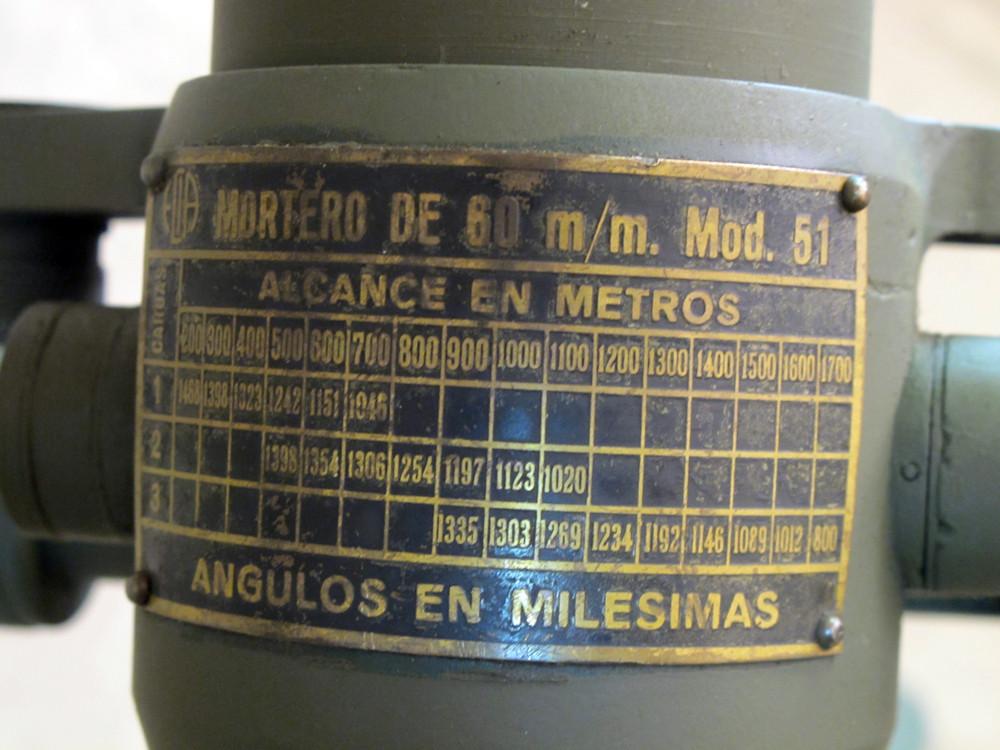 MORTERO DE 60 m/m. Mod. 51
CARGAS ALCANCE EN METROS
200 300 400 500 600 700 800 900 1000 1100 1200 1300 1400 1500 1600 1700
1 1468 1398 1323 1242 1151 1046
2 1398 1354 1306 1254 1197 1123 1020
3 1335 1303 1269 1234 1192 1146 1089 1012 800
ANGULOS EN MILESIMAS